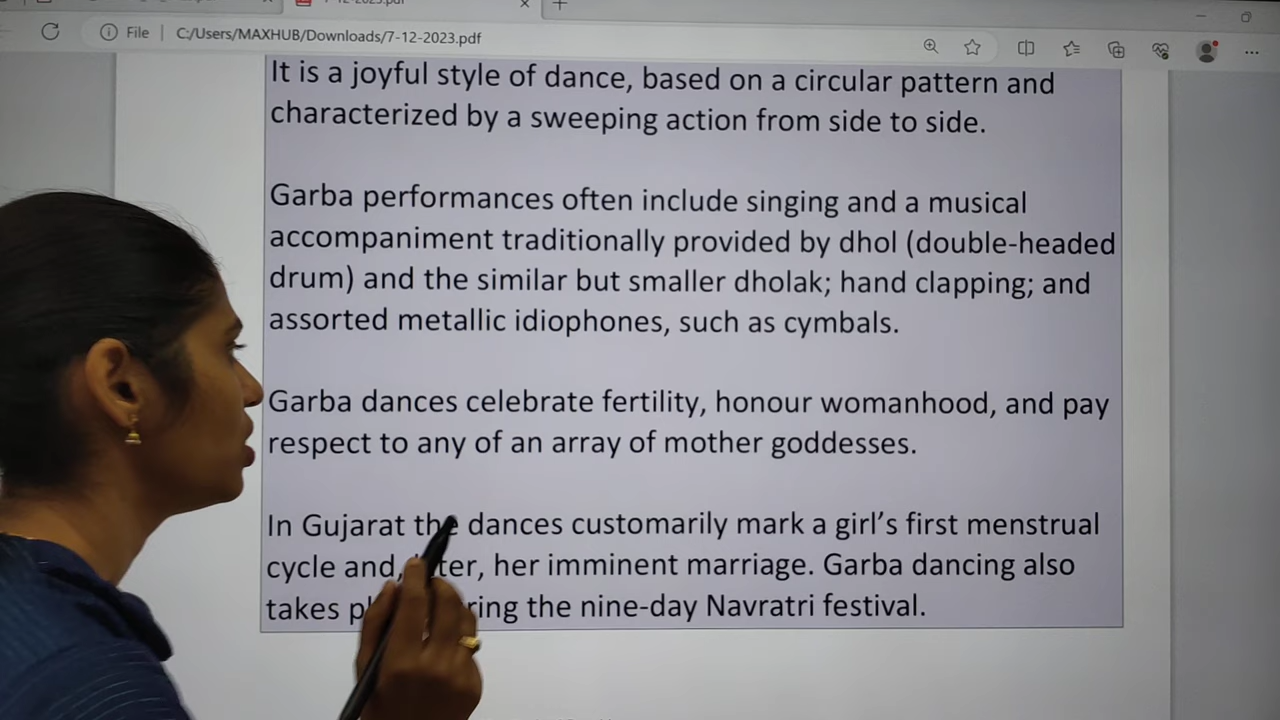 File | C:/Users/MAXHUB/Downloads/7-12-2023.pdf
It is a joyful style of dance, based on a circular pattern and
characterized by a sweeping action from side to side.
Garba performances often include singing and a musical
accompaniment traditionally provided by dhol (double-headed
drum) and the similar but smaller dholak; hand clapping; and
assorted metallic idiophones, such as cymbals.
Garba dances celebrate fertility, honour womanhood, and pay
respect to any of an array of mother goddesses.
In Gujarat the dances customarily mark a girl's first menstrual
cycle and, her imminent marriage. Garba dancing also
takes the nine-day Navratri festival.